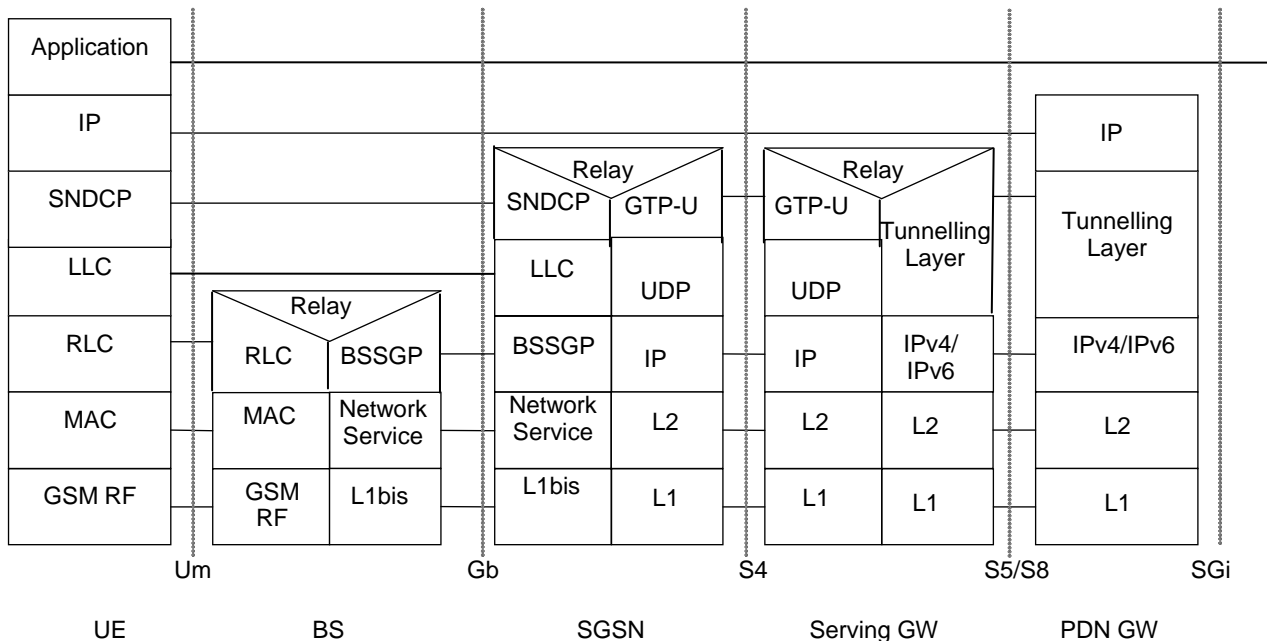 Application
IP
IP
Relay
Relay
SNDCP
SNDCP
GTP-U
GTP-U
Tunnelling
Layer
Tunnelling
Layer
LLC
LLC
UDP
UDP
Relay
RLC
RLC
BSSGP
BSSGP
IP
IP
IPv4/
IPv6
IPv4/IPv6
MAC
MAC
Network
Service
Network
Service
L2
L2
L2
L2
GSM RF
GSM
RF
L1bis
L1bis
L1
L1
L1
L1
Um
Gb
S4
S5/S8
SGi
UE
BS
SGSN
Serving GW
PDN GW